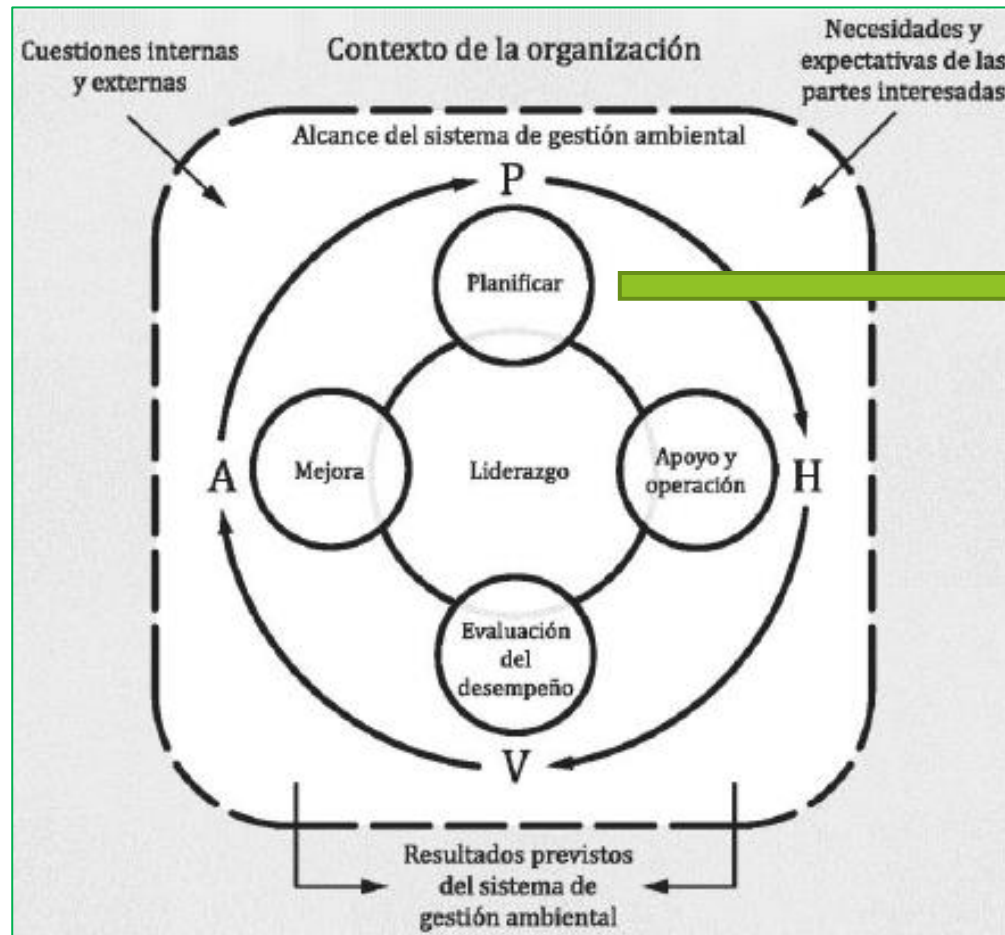 Cuestiones internas
y externas
Contexto de la organización
Necesidades y
expectativas de las
partes interesadas
Alcance del sistema de gestión ambiental
P
Planificar
A
Mejora
Liderazgo
Apoyo y
operación
H
Evaluación
del
desempeño
V
Resultados previstos
del sistema de
gestión ambiental